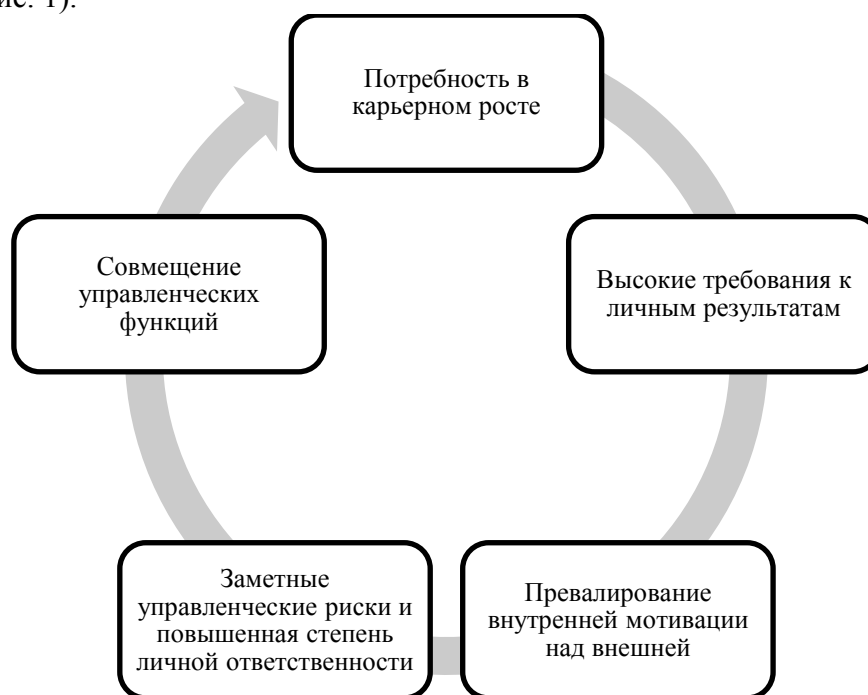 ис. 1).
Потребность в
карьерном росте
Высокие требования к
личным результатам
Превалирование
внутренней мотивации
над внешней
Заметные
управленческие риски и
повышенная степень
личной ответственности
Совмещение
управленческих
функций